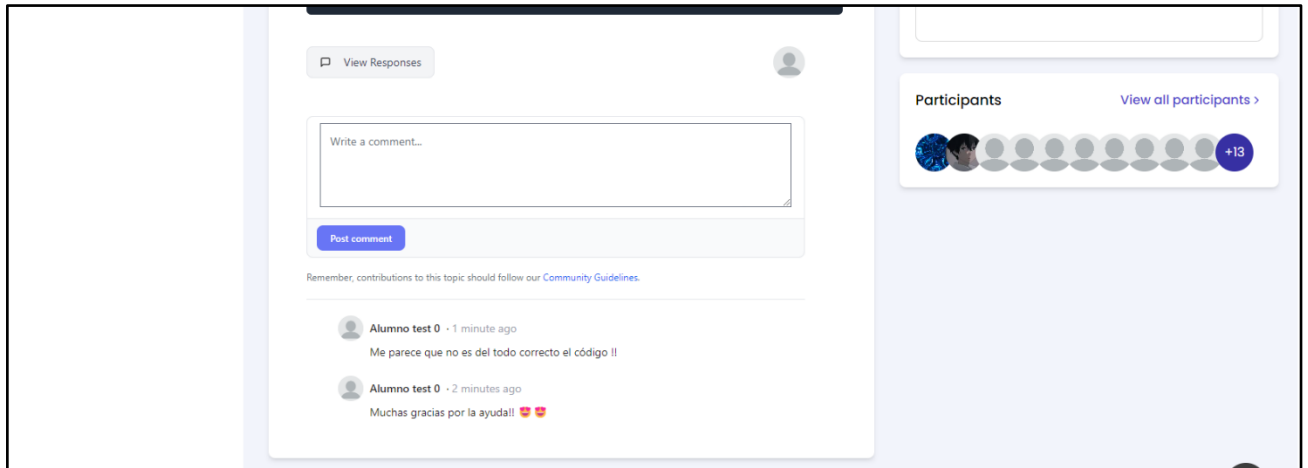 View Responses
Write a comment...
Post comment
Remember, contributions to this topic should follow our Community Guidelines.
Alumno test 0 • 1 minute ago
Me parece que no es del todo correcto el código !!
Alumno test 0 • 2 minutes ago
Muchas gracias por la ayuda!! 🤩 🤩
Participants
View all participants >
+13